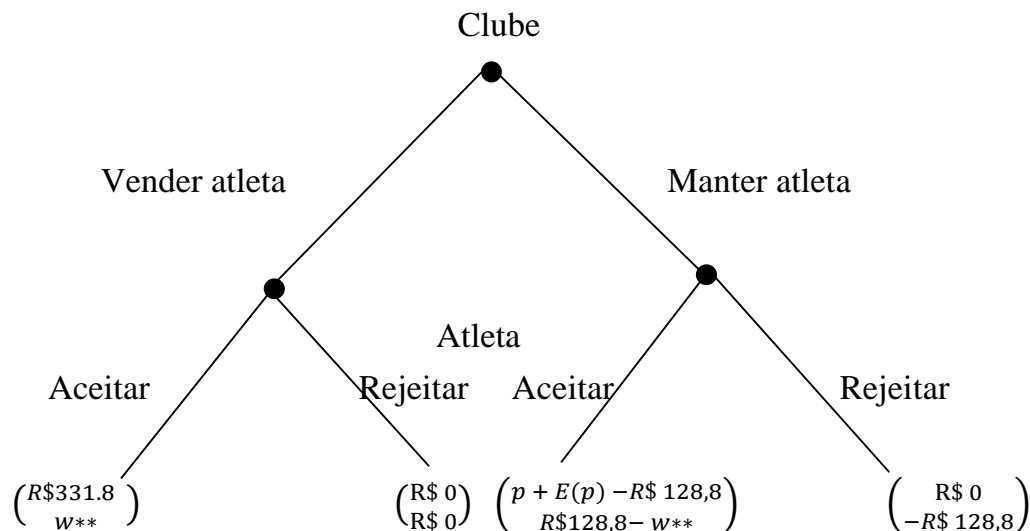 Clube
Vender atleta
Manter atleta
Atleta
Aceitar
Rejeitar
Aceitar
Rejeitar
R$331.8
w**
R$ 0
R$ 0
p + E(p) −R$ 128,8
R$128,8− w**
R$ 0
−R$ 128,8